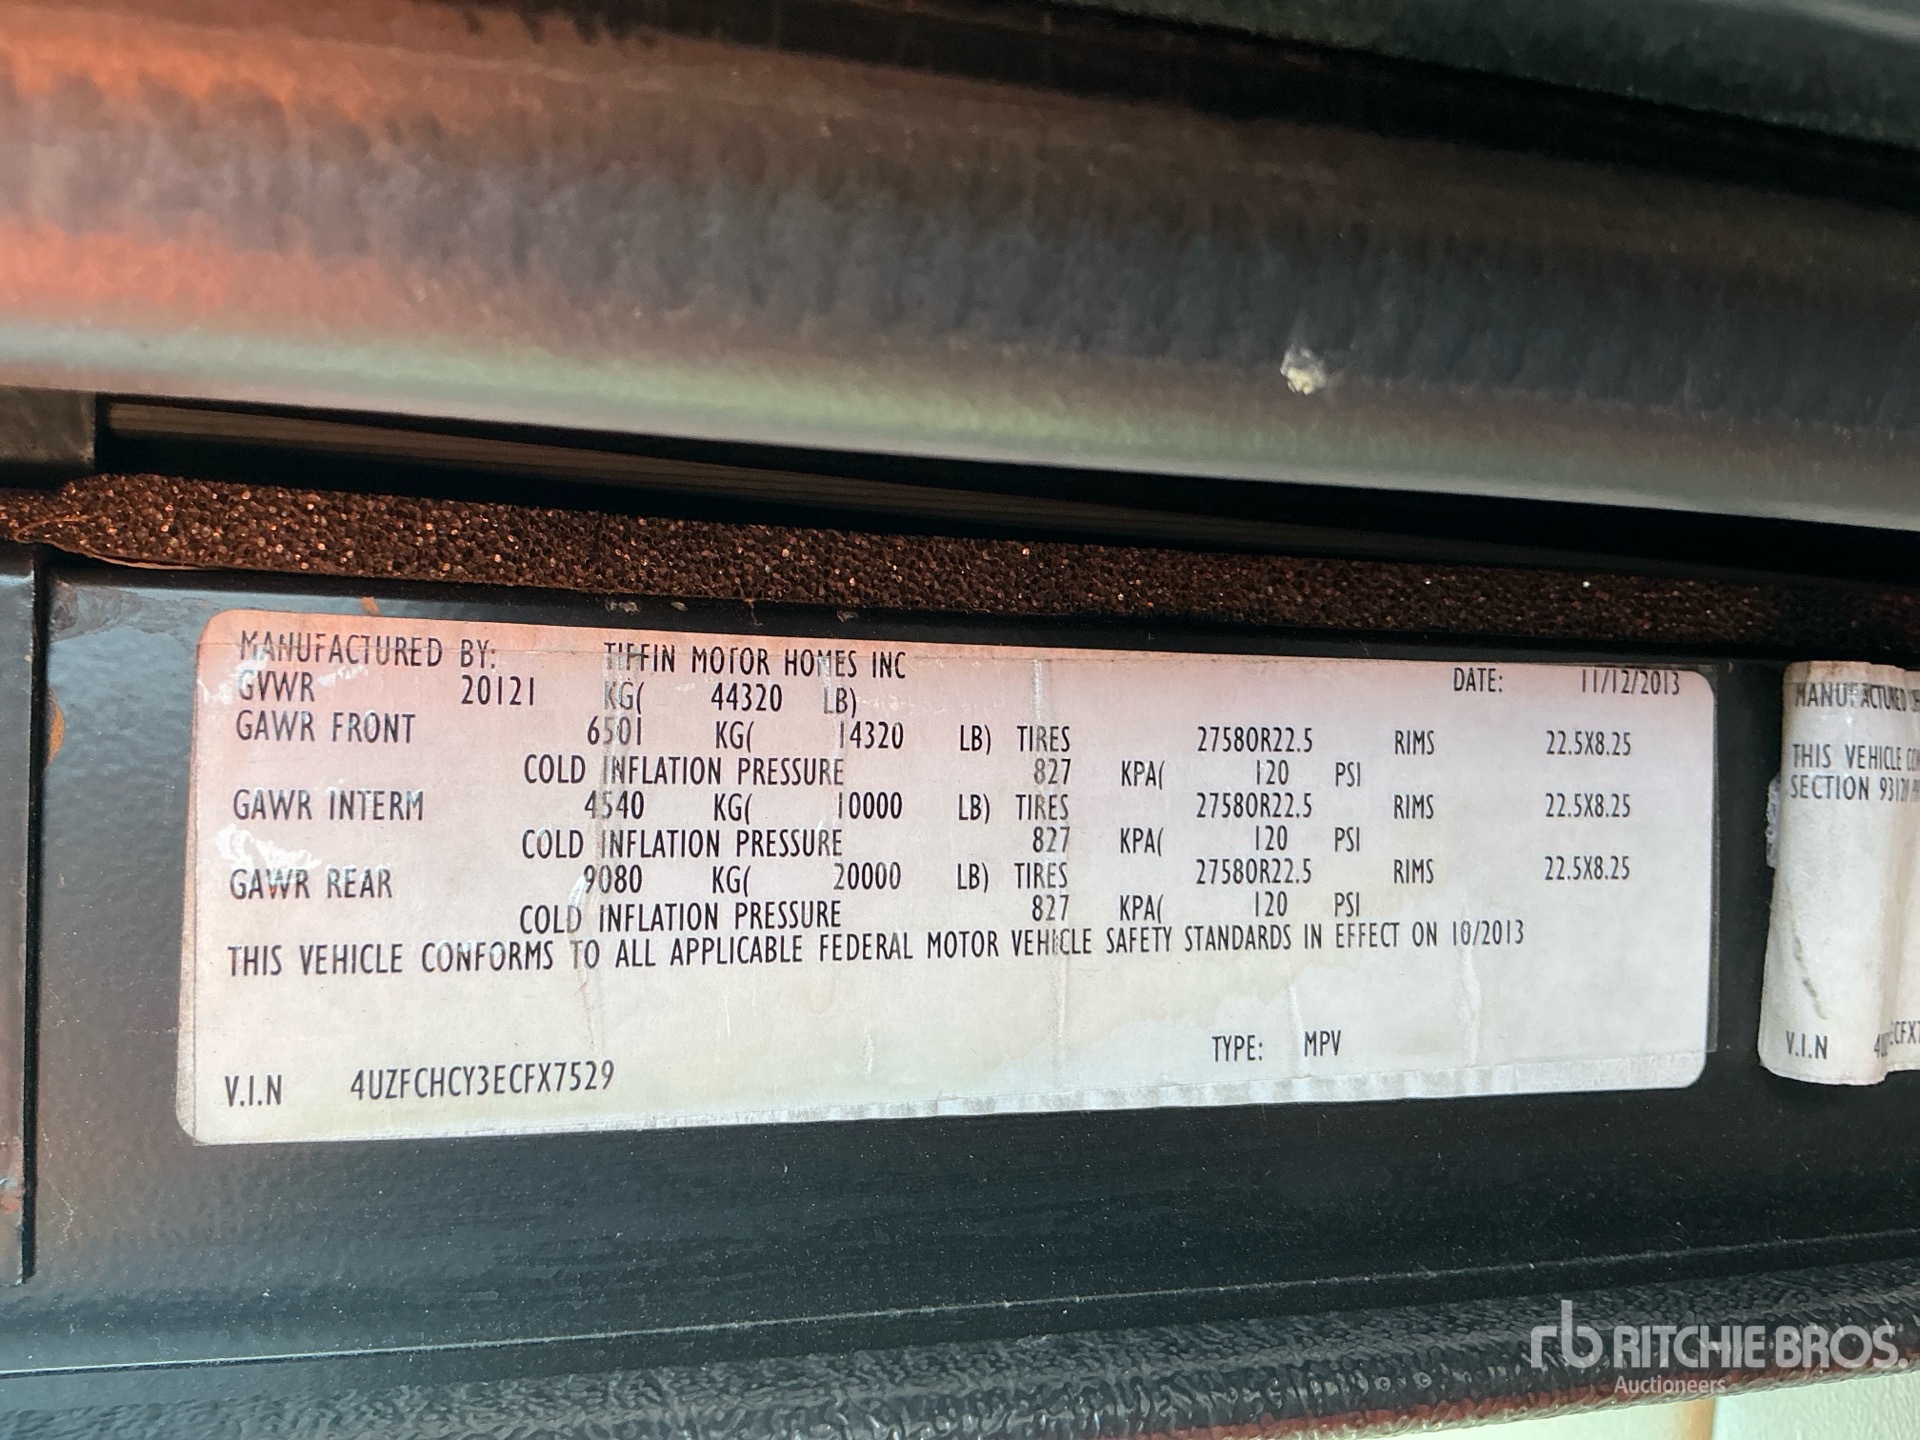 MANUFACTURED BY: TIFFIN MOTOR HOMES INC DATE: 11/12/2013
GVWR 20121 KG( 44320 LB)
GAWR FRONT 6501 KG( 14320 LB) TIRES 27580R22.5 RIMS 22.5X8.25
COLD INFLATION PRESSURE 827 KPA( 120 PSI
GAWR INTERM 4540 KG( 10000 LB) TIRES 27580R22.5 RIMS 22.5X8.25
COLD INFLATION PRESSURE 827 KPA( 120 PSI
GAWR REAR 9080 KG( 20000 LB) TIRES 27580R22.5 RIMS 22.5X8.25
COLD INFLATION PRESSURE 827 KPA( 120 PSI
THIS VEHICLE CONFORMS TO ALL APPLICABLE FEDERAL MOTOR VEHICLE SAFETY STANDARDS IN EFFECT ON 10/2013
TYPE: MPV
V.I.N 4UZFCHCY3ECFX7529
MANUFACTURED
THIS VEHICLE
SECTION 93120
V.I.N
rb RITCHIE BROS.
Auctioneers